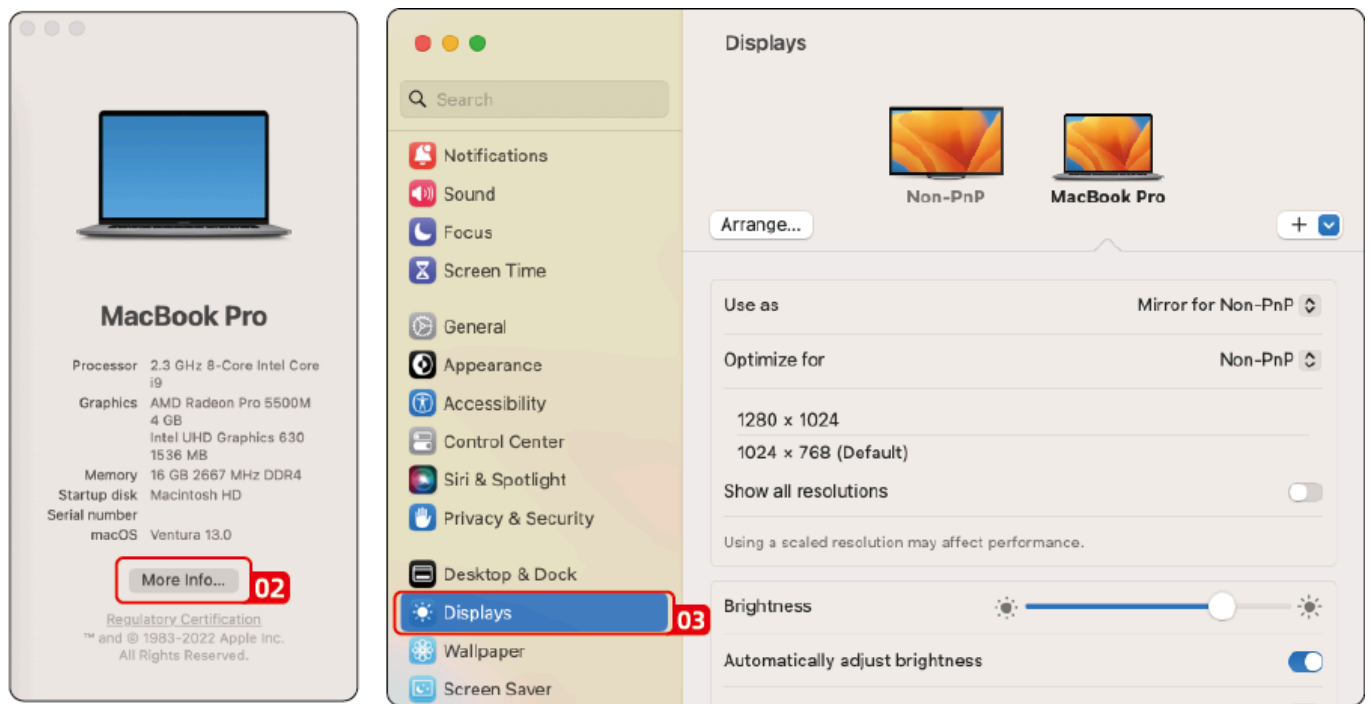 MacBook Pro
Processor 2.3 GHz 8-Core Intel Core
i9
Graphics AMD Radeon Pro 5500M
4 GB
Intel UHD Graphics 630
1536 MB
Memory 16 GB 2667 MHz DDR4
Startup disk Macintosh HD
Serial number
macOS Ventura 13.0
More Info...
02
Regulatory Certification
™ and © 1983-2022 Apple Inc.
All Rights Reserved.
Search
Notifications
Sound
Focus
Screen Time
General
Appearance
Accessibility
Control Center
Siri & Spotlight
Privacy & Security
Desktop & Dock
Displays
03
Wallpaper
Screen Saver
Displays
Non-PnP
MacBook Pro
Arrange...
+
Use as Mirror for Non-PnP
Optimize for Non-PnP
1280 × 1024
1024 × 768 (Default)
Show all resolutions
Using a scaled resolution may affect performance.
Brightness
Automatically adjust brightness